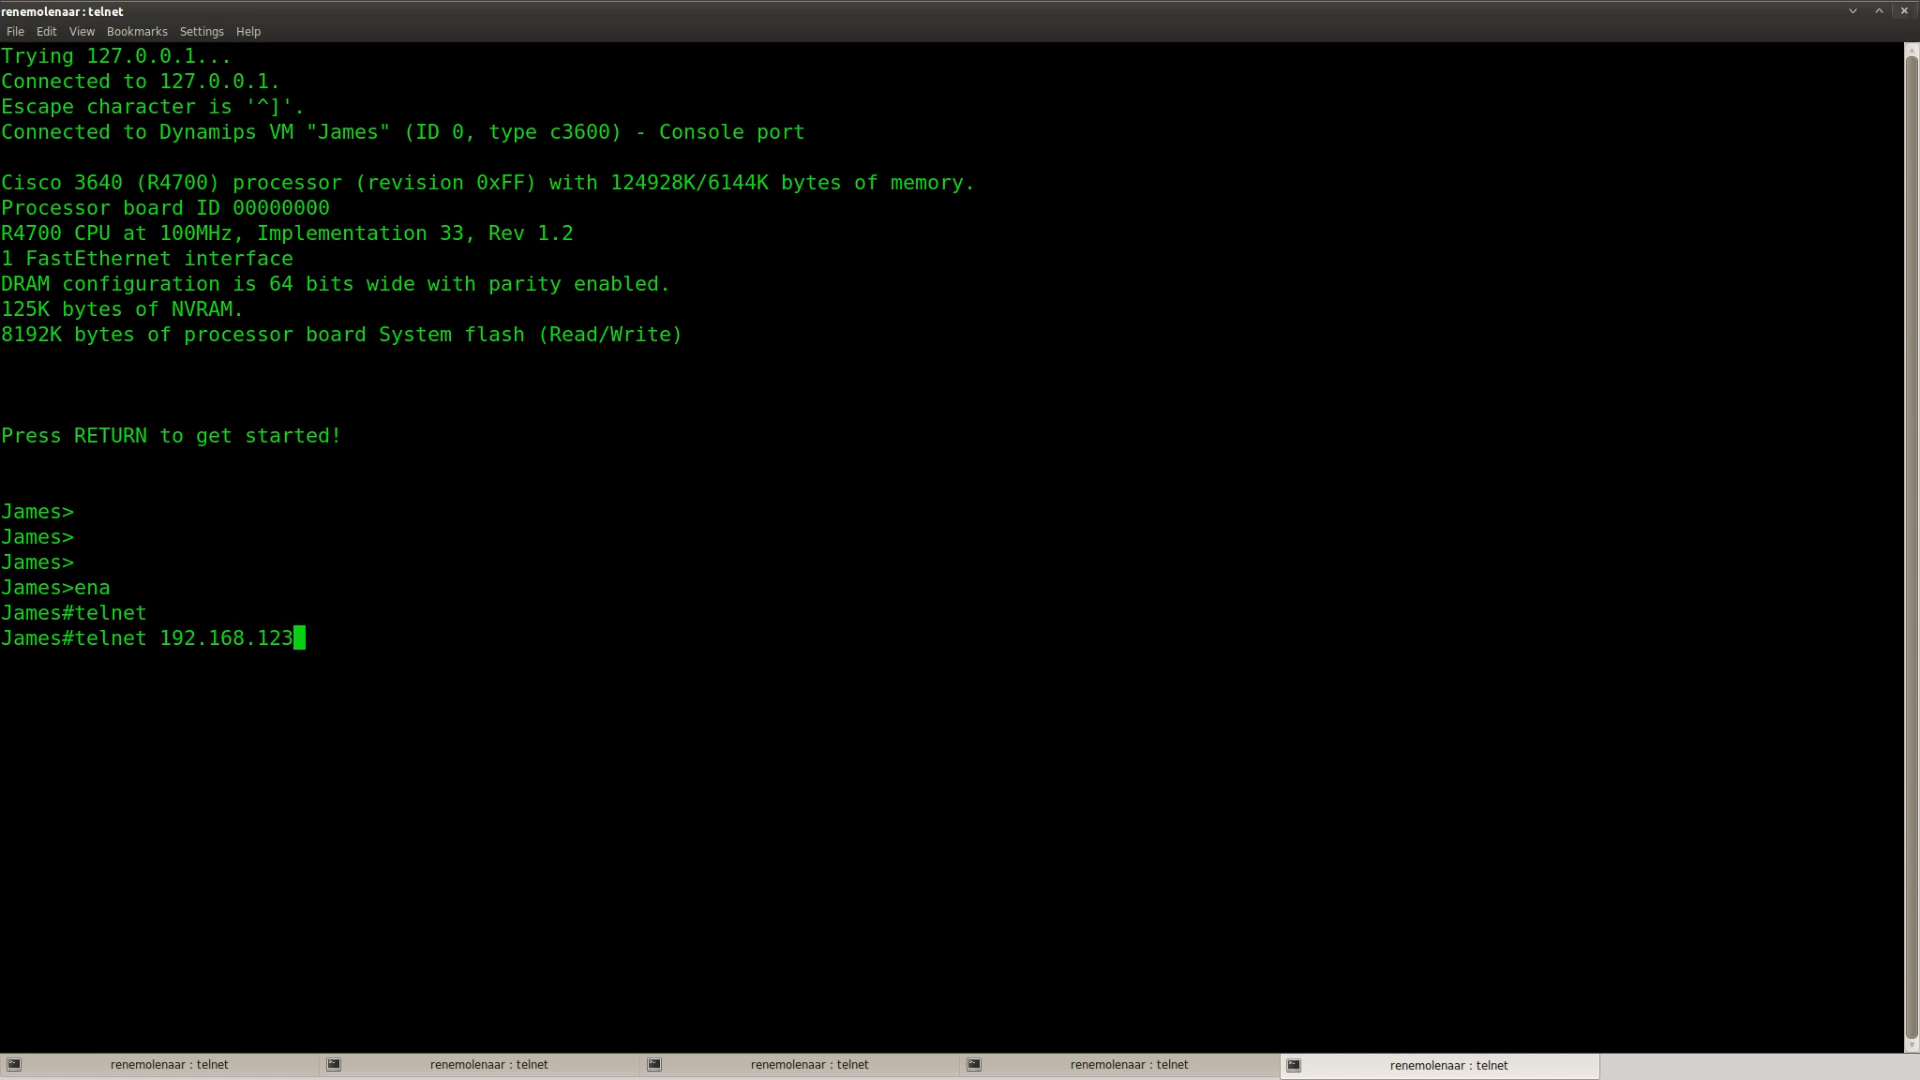 renemolenaar : telnet
File Edit View Bookmarks Settings Help
Trying 127.0.0.1...
Connected to 127.0.0.1.
Escape character is '^]'.
Connected to Dynamips VM "James" (ID 0, type c3600) - Console port
Cisco 3640 (R4700) processor (revision 0xFF) with 124928K/6144K bytes of memory.
Processor board ID 00000000
R4700 CPU at 100MHz, Implementation 33, Rev 1.2
1 FastEthernet interface
DRAM configuration is 64 bits wide with parity enabled.
125K bytes of NVRAM.
8192K bytes of processor board System flash (Read/Write)
Press RETURN to get started!
James>
James>
James>
James>ena
James#telnet
James#telnet 192.168.123
renemolenaar : telnet renemolenaar : telnet renemolenaar : telnet renemolenaar : telnet renemolenaar : telnet